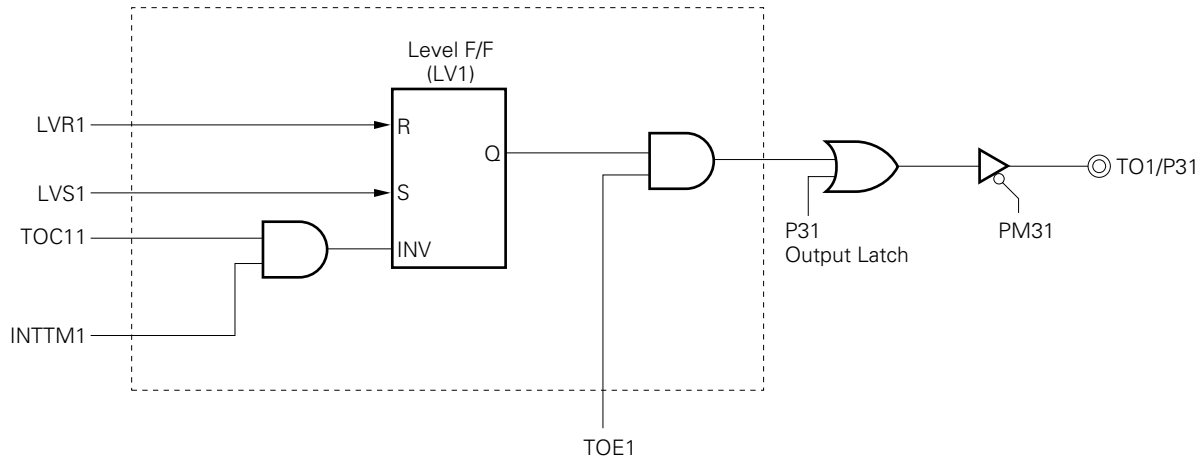 Level F/F
(LV1)
LVR1
R
Q
TO1/P31
LVS1
S
TOC11
P31
Output Latch
PM31
INV
INTTM1
TOE1